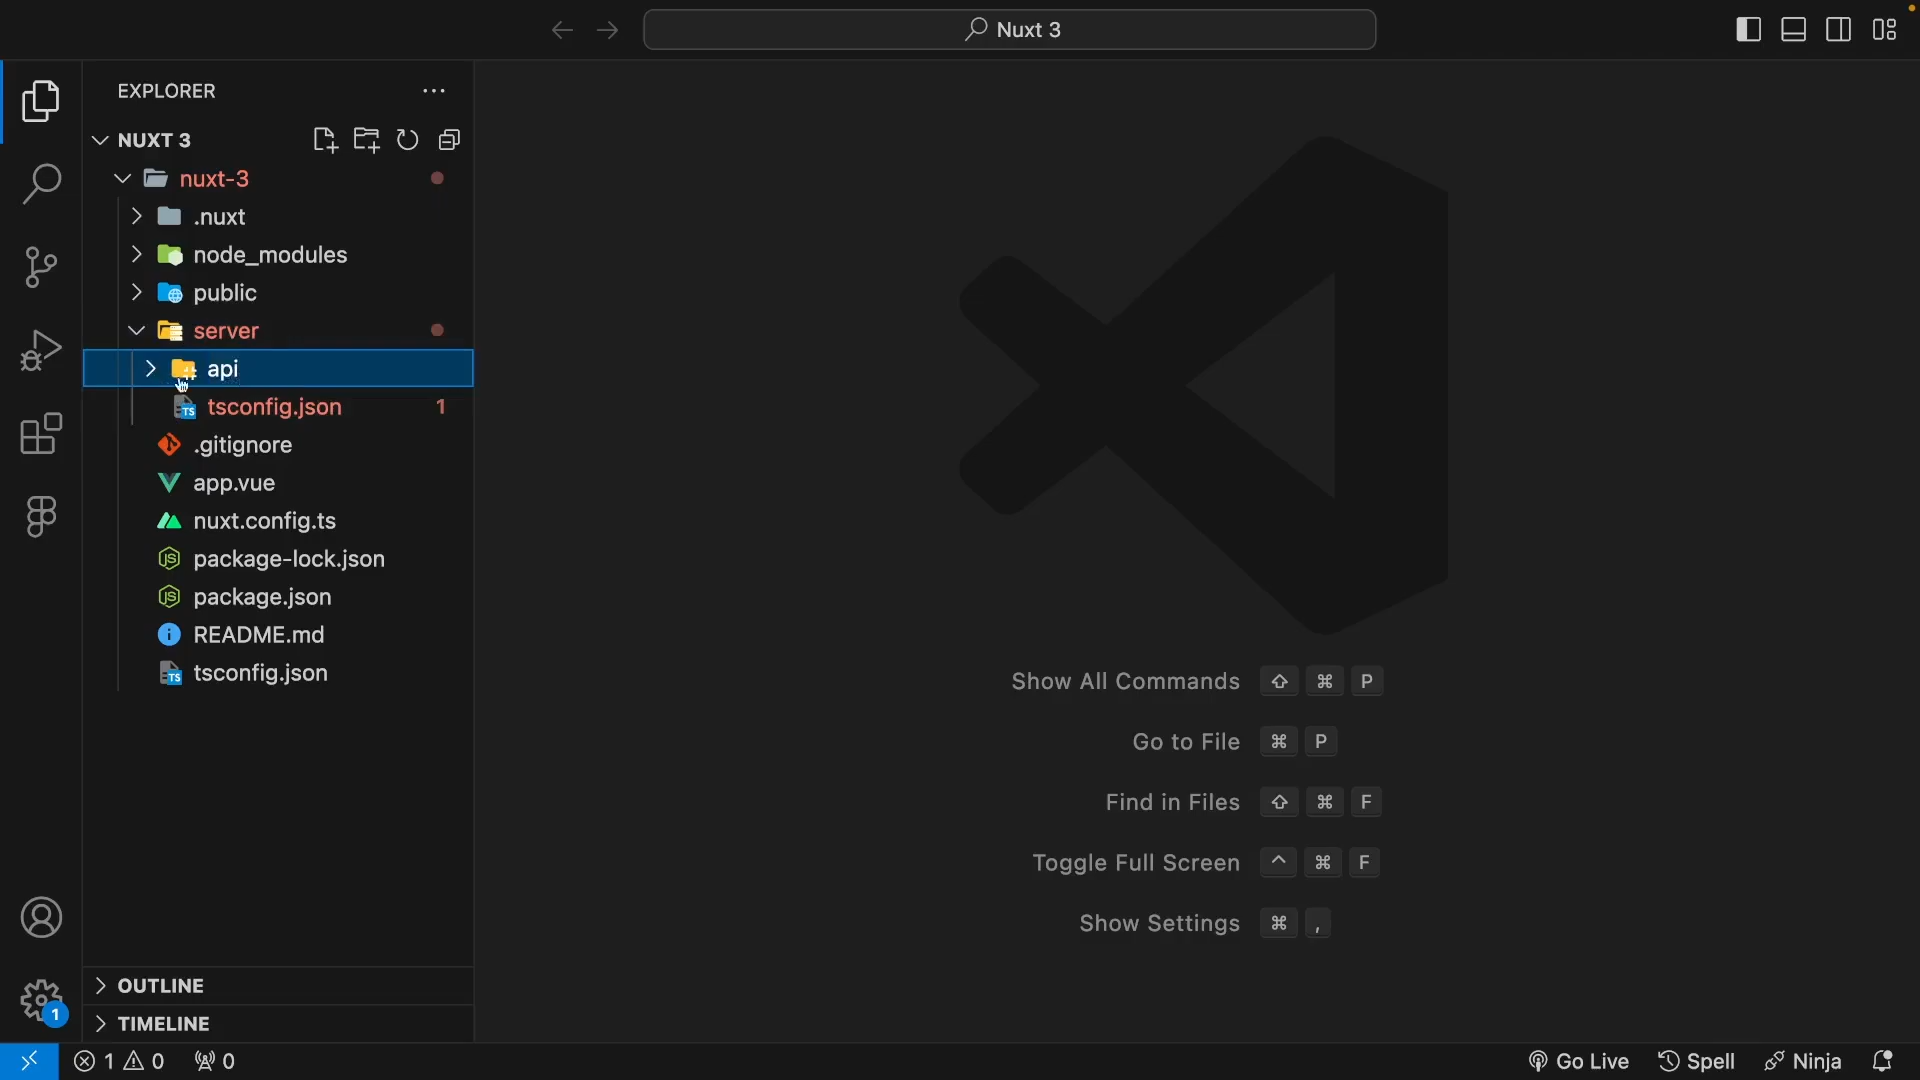 Nuxt 3
EXPLORER
NUXT 3
nuxt-3
.nuxt
node_modules
public
server
api
tsconfig.json 1
.gitignore
app.vue
nuxt.config.ts
package-lock.json
package.json
README.md
tsconfig.json
Show All Commands ⇧ ⌘ P
Go to File ⌘ P
Find in Files ⇧ ⌘ F
Toggle Full Screen ^ ⌘ F
Show Settings ⌘ ,
OUTLINE
1
TIMELINE
1 0 0 Go Live Spell Ninja